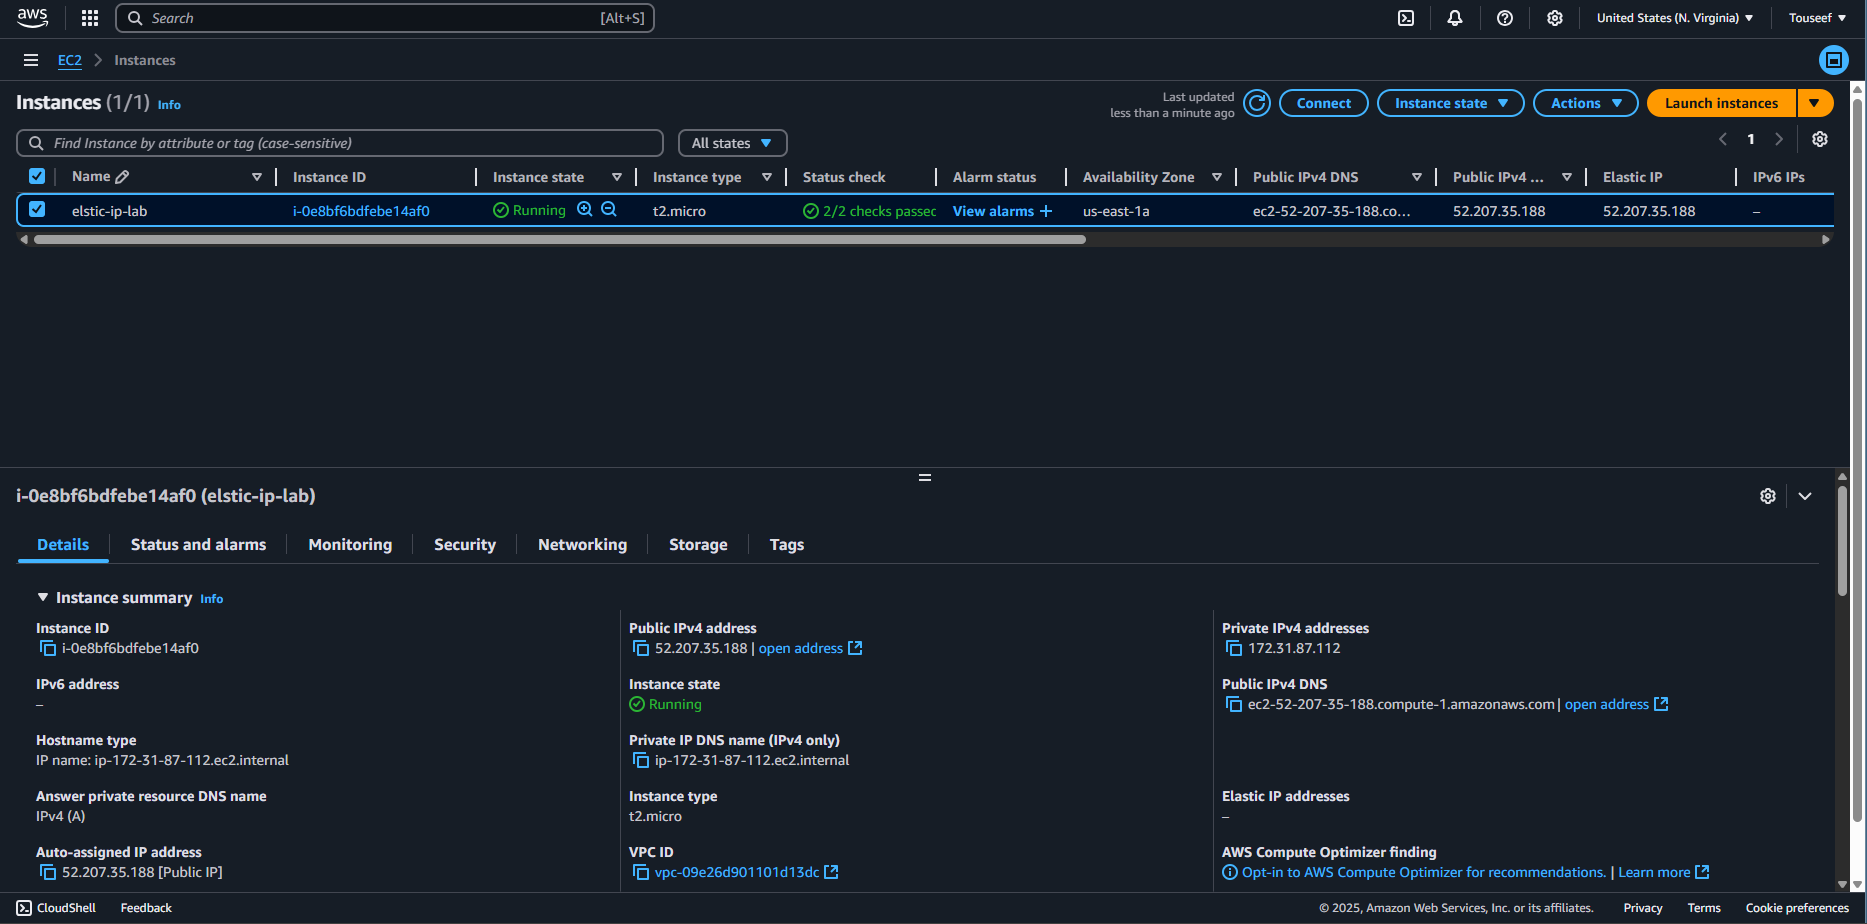 aws Search [Alt+S] United States (N. Virginia) Touseef
EC2 Instances
Instances (1/1) Info
Last updated
less than a minute ago
Connect Instance state Actions Launch instances
Find Instance by attribute or tag (case-sensitive) All states 1
Name Instance ID Instance state Instance type Status check Alarm status Availability Zone Public IPv4 DNS Public IPv4 ... Elastic IP IPv6 IPs
elstic-ip-lab i-0e8bf6bdfebe14af0 Running t2.micro 2/2 checks passec View alarms + us-east-1a ec2-52-207-35-188.co... 52.207.35.188 52.207.35.188 –
i-0e8bf6bdfebe14af0 (elstic-ip-lab)
Details Status and alarms Monitoring Security Networking Storage Tags
Instance summary Info
Instance ID
i-0e8bf6bdfebe14af0
Public IPv4 address
52.207.35.188 | open address
Private IPv4 addresses
172.31.87.112
IPv6 address
–
Instance state
Running
Public IPv4 DNS
ec2-52-207-35-188.compute-1.amazonaws.com | open address
Hostname type
IP name: ip-172-31-87-112.ec2.internal
Private IP DNS name (IPv4 only)
ip-172-31-87-112.ec2.internal
Answer private resource DNS name
IPv4 (A)
Instance type
t2.micro
Elastic IP addresses
–
Auto-assigned IP address
52.207.35.188 [Public IP]
VPC ID
vpc-09e26d901101d13dc
AWS Compute Optimizer finding
Opt-in to AWS Compute Optimizer for recommendations. | Learn more
CloudShell Feedback © 2025, Amazon Web Services, Inc. or its affiliates. Privacy Terms Cookie preferences